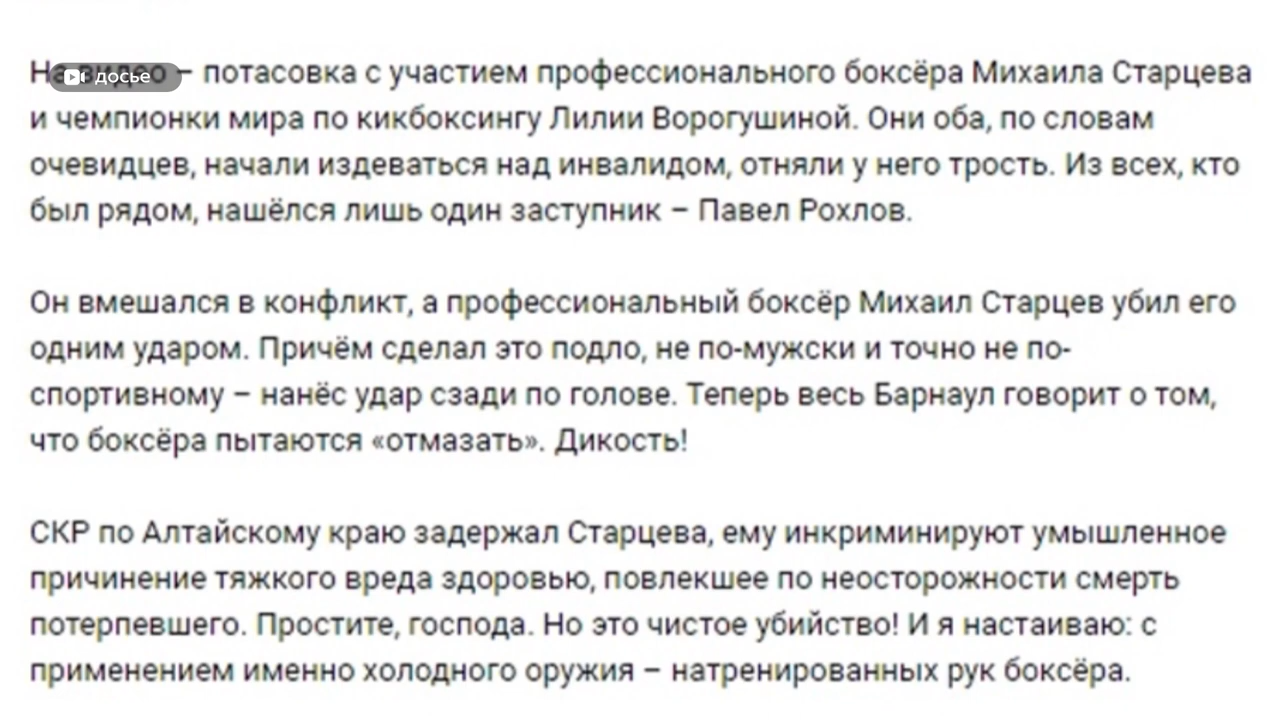 На видео – потасовка с участием профессионального боксёра Михаила Старцева
досье
и чемпионки мира по кикбоксингу Лилии Ворогушиной. Они оба, по словам
очевидцев, начали издеваться над инвалидом, отняли у него трость. Из всех, кто
был рядом, нашёлся лишь один заступник – Павел Рохлов.
Он вмешался в конфликт, а профессиональный боксёр Михаил Старцев убил его
одним ударом. Причём сделал это подло, не по-мужски и точно не по-
спортивному – нанёс удар сзади по голове. Теперь весь Барнаул говорит о том,
что боксёра пытаются «отмазать». Дикость!
СКР по Алтайскому краю задержал Старцева, ему инкриминируют умышленное
причинение тяжкого вреда здоровью, повлекшее по неосторожности смерть
потерпевшего. Простите, господа. Но это чистое убийство! И я настаиваю: с
применением именно холодного оружия – натренированных рук боксёра.